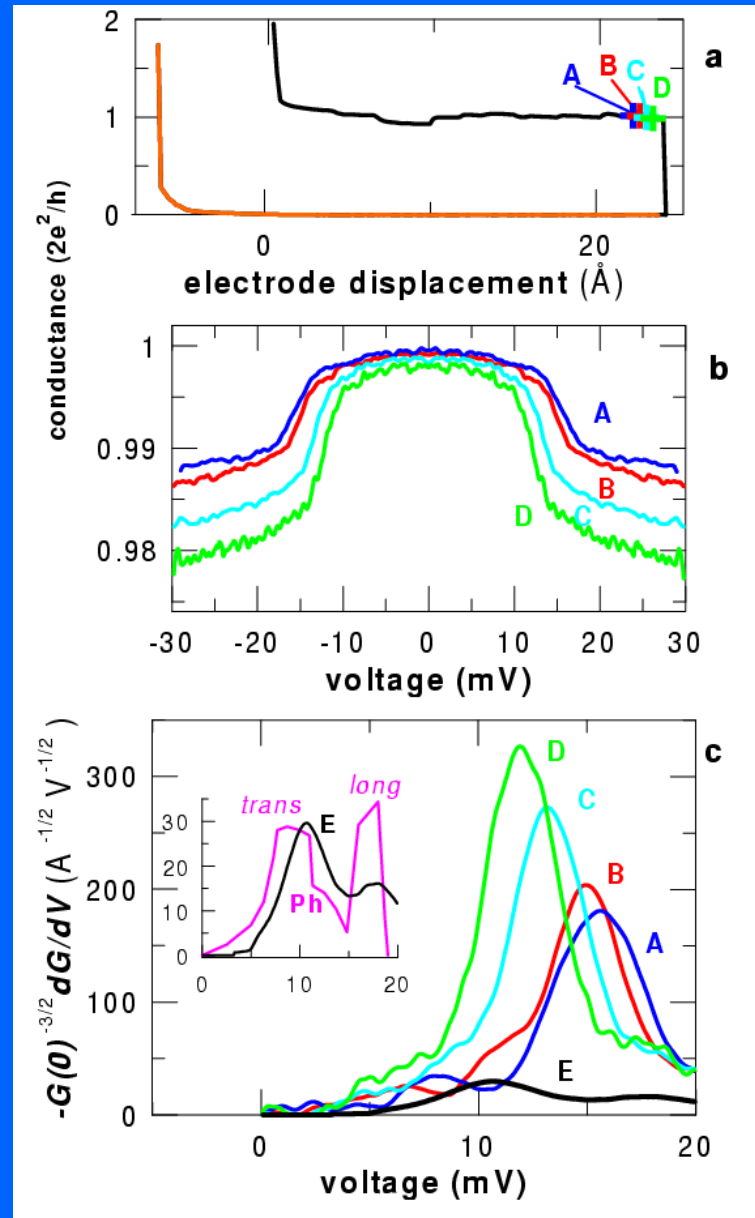 2
1
0
0
20
a
A
B
C
D
electrode displacement (Å)
conductance (2e²/h)
1
0.99
0.98
b
A
B
C
D
-30 -20 -10 0 10 20 30
voltage (mV)
c
-G(0)^-3/2 dG/dV (A^-1/2 V^-1/2)
300
200
100
0
D
C
B
A
E
trans
long
E
Ph
30
20
10
0
0 10 20
0 10 20
voltage (mV)